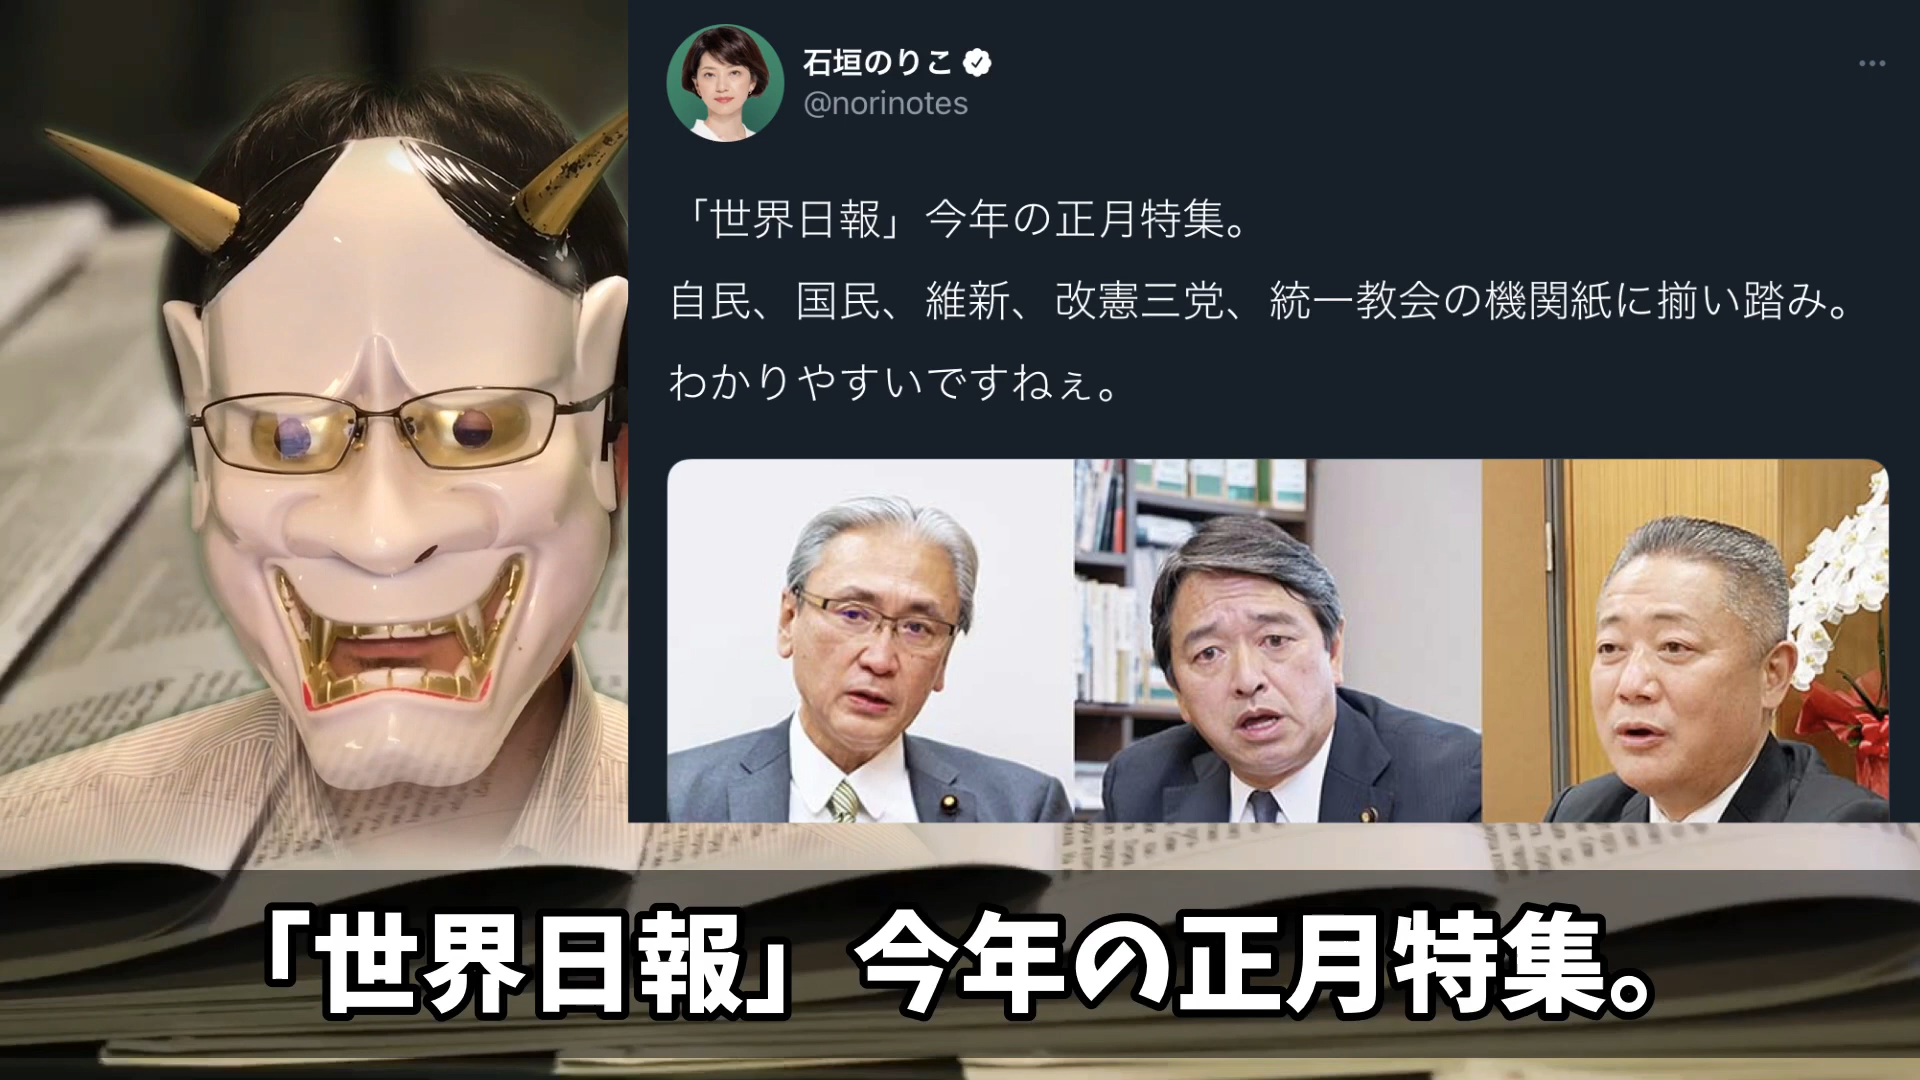 石垣のりこ
@norinotes
「世界日報」今年の正月特集。
自民、国民、維新、改憲三党、統一教会の機関紙に揃い踏み。
わかりやすいですねぇ。
「世界日報」今年の正月特集。